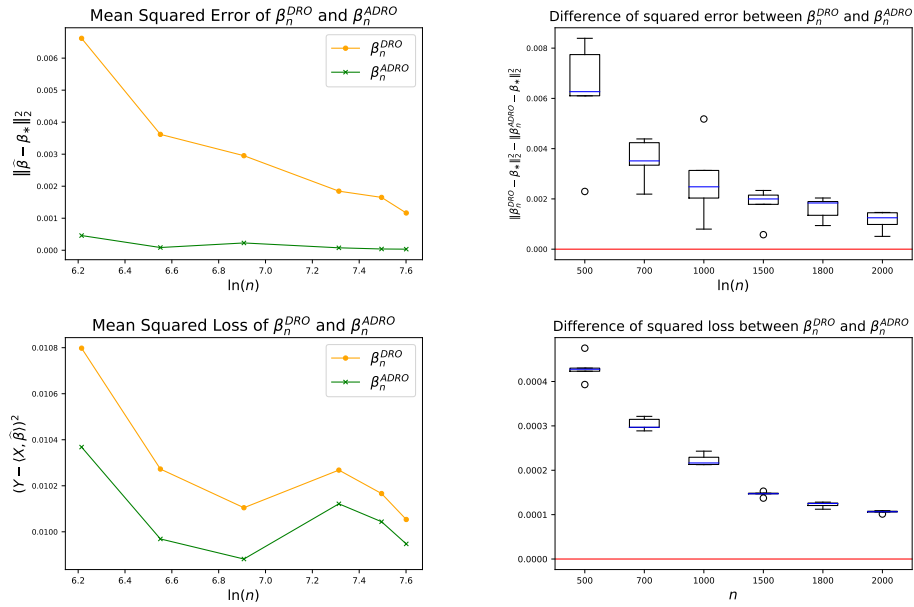 Mean Squared Error of β_n^{DRO} and β_n^{ADRO}
‖β̂ − β_*‖_2^2
0.006
0.005
0.004
0.003
0.002
0.001
0.000
β_n^{DRO}
β_n^{ADRO}
6.2 6.4 6.6 6.8 7.0 7.2 7.4 7.6
ln(n)
Difference of squared error between β_n^{DRO} and β_n^{ADRO}
‖β_n^{DRO} − β_*‖_2^2 − ‖β_n^{ADRO} − β_*‖_2^2
0.008
0.006
0.004
0.002
0.000
500 700 1000 1500 1800 2000
ln(n)
Mean Squared Loss of β_n^{DRO} and β_n^{ADRO}
(Y − ⟨X, β̂⟩)^2
0.0108
0.0106
0.0104
0.0102
0.0100
β_n^{DRO}
β_n^{ADRO}
6.2 6.4 6.6 6.8 7.0 7.2 7.4 7.6
ln(n)
Difference of squared loss between β_n^{DRO} and β_n^{ADRO}
0.0004
0.0003
0.0002
0.0001
0.0000
500 700 1000 1500 1800 2000
n